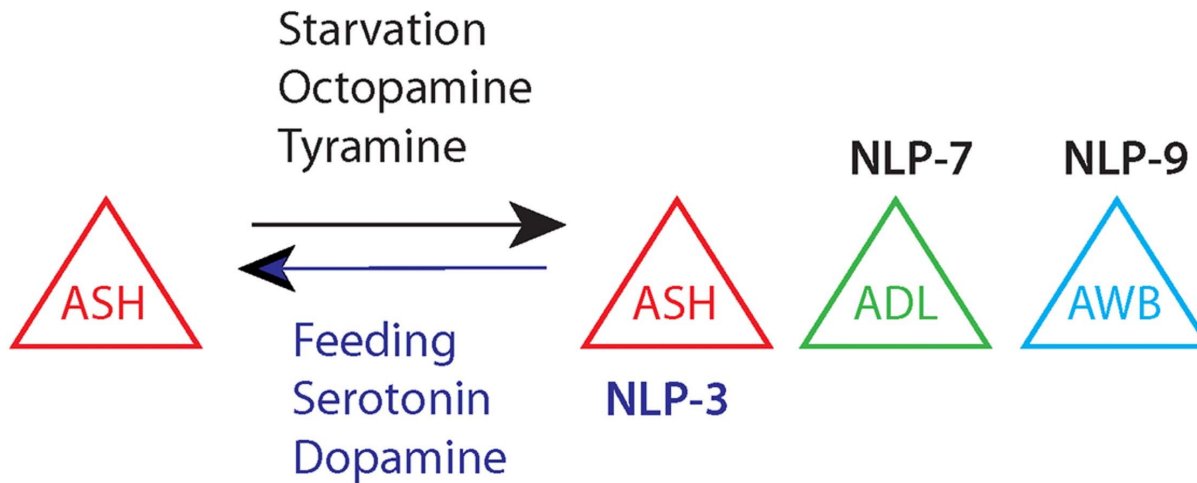 Starvation
Octopamine
Tyramine
NLP-7 NLP-9
ASH ASH ADL AWB
Feeding
Serotonin
Dopamine
NLP-3